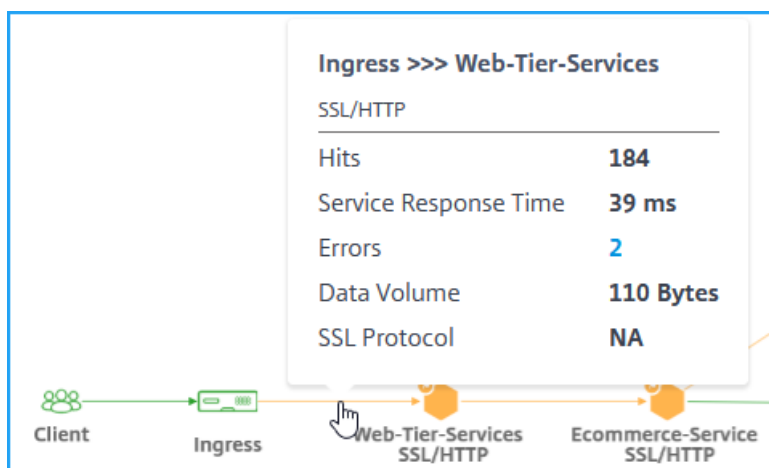 Ingress >>> Web-Tier-Services
SSL/HTTP
Hits 184
Service Response Time 39 ms
Errors 2
Data Volume 110 Bytes
SSL Protocol NA
Client
Ingress
Web-Tier-Services
SSL/HTTP
Ecommerce-Service
SSL/HTTP